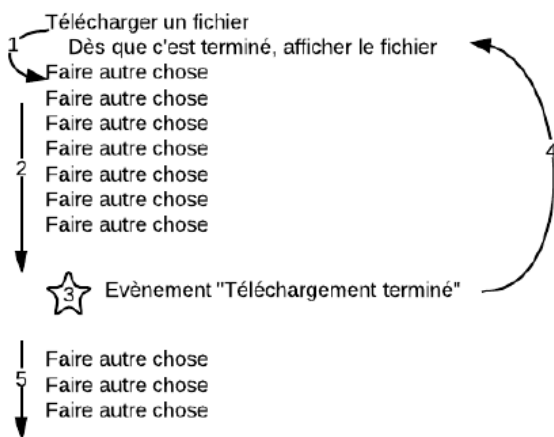 Télécharger un fichier
1
Dès que c'est terminé, afficher le fichier
Faire autre chose
Faire autre chose
Faire autre chose
Faire autre chose
2
Faire autre chose
Faire autre chose
Faire autre chose
4
3 Evènement "Téléchargement terminé"
Faire autre chose
5 Faire autre chose
Faire autre chose